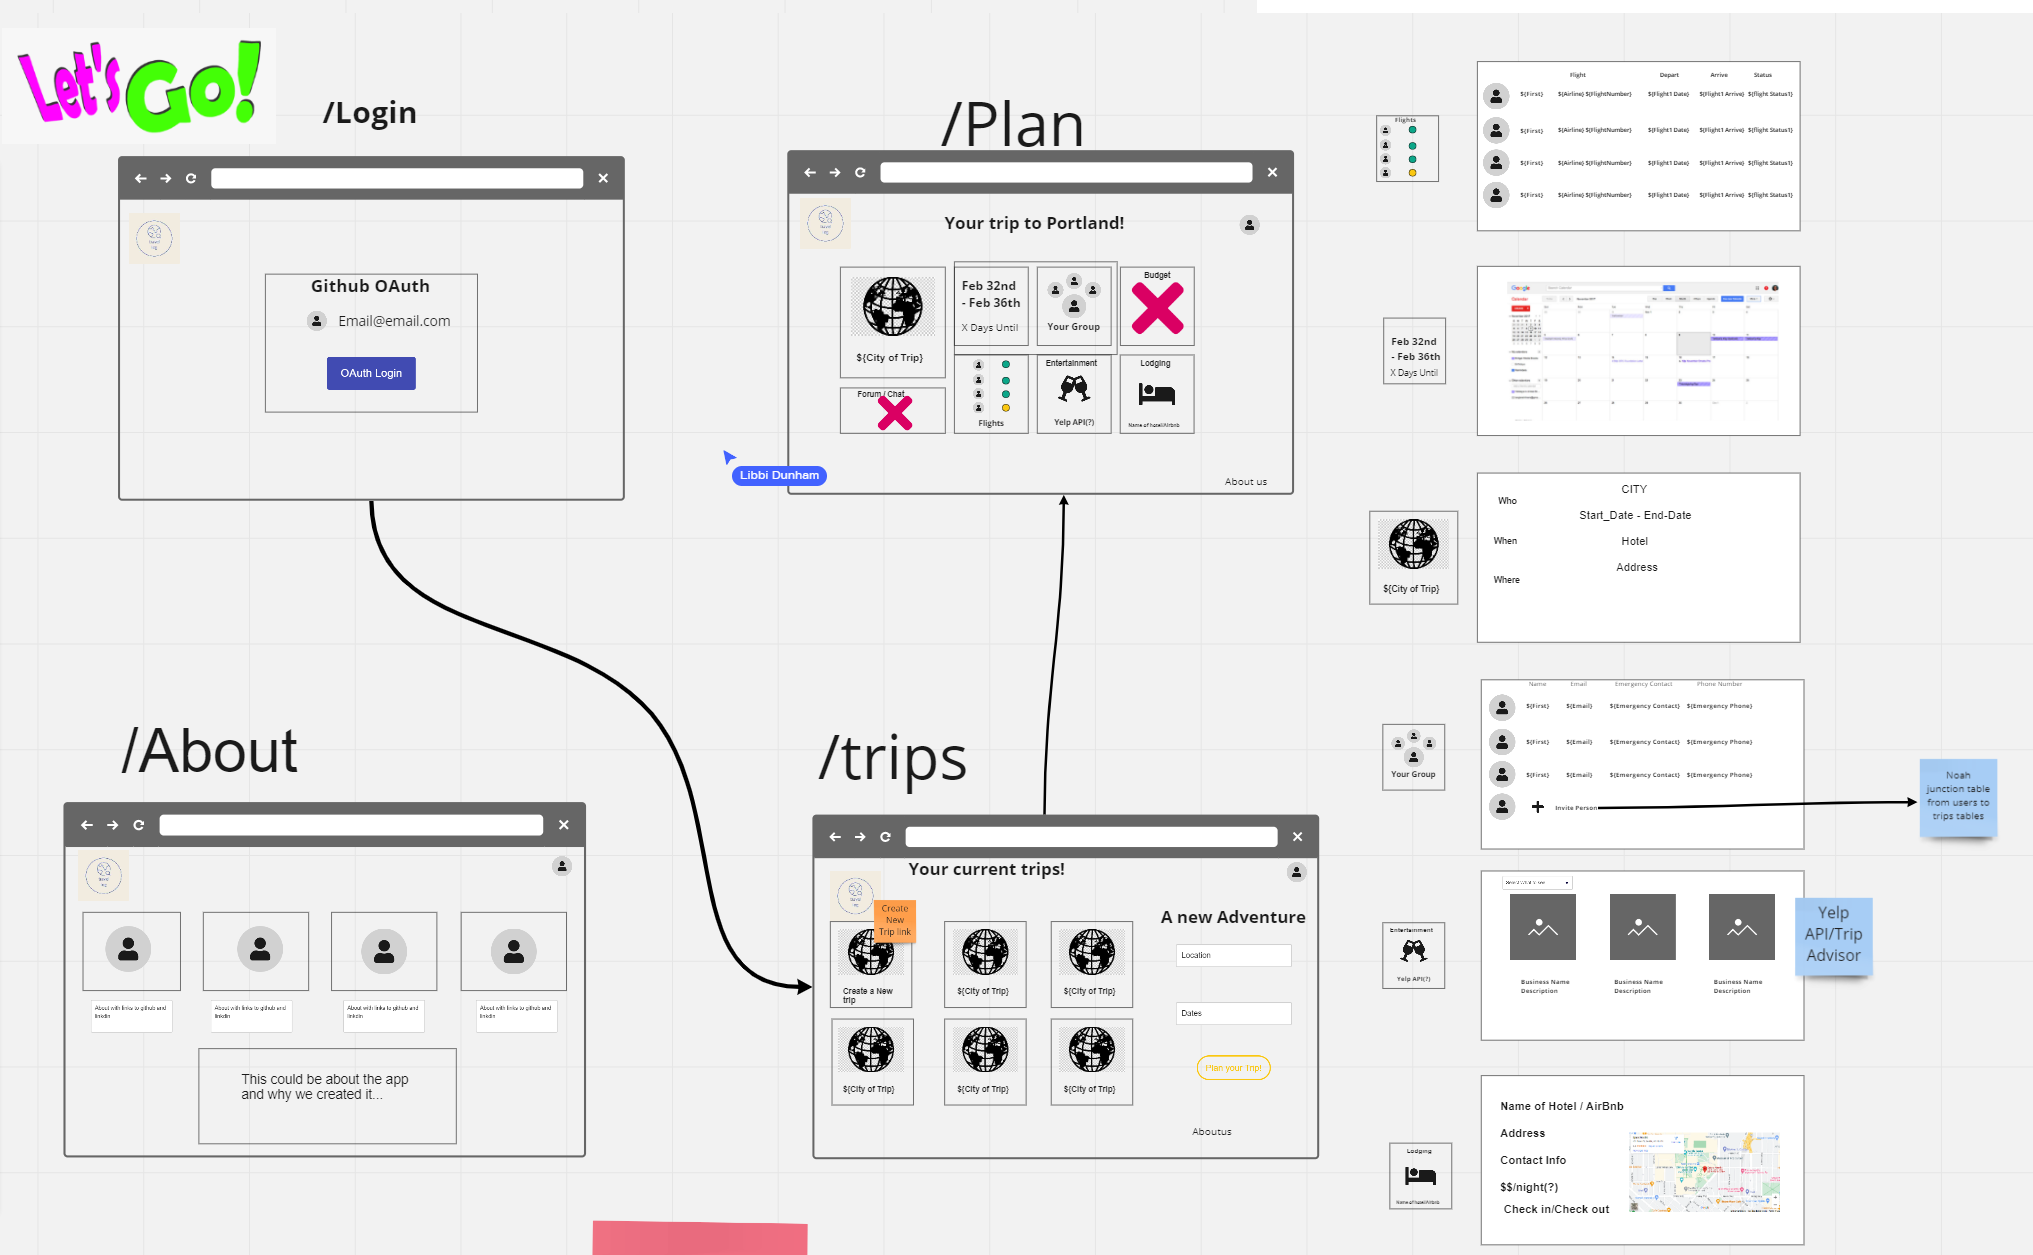 Let's Go!
/Login
Github OAuth
Email@email.com
OAuth Login
/Plan
Your trip to Portland!
${City of Trip}
Feb 32nd
- Feb 36th
X Days Until
Your Group
Budget
Forum / Chat
Flights
Entertainment
Yelp API(?)
Lodging
Name of hotel/Airbnb
About us
Libbi Dunham
/About
About with links to github and
linkdin
About with links to github and
linkdin
About with links to github and
linkdin
About with links to github and
linkdin
This could be about the app
and why we created it...
/trips
Your current trips!
Create
New
Trip link
Create a New
trip
${City of Trip}
${City of Trip}
${City of Trip}
${City of Trip}
${City of Trip}
A new Adventure
Location
Dates
Plan your Trip!
Aboutus
Flights
Flight Depart Arrive Status
${First} ${Airline} ${FlightNumber} ${Flight1 Date} ${Flight1 Arrive} ${flight Status1}
${First} ${Airline} ${FlightNumber} ${Flight1 Date} ${Flight1 Arrive} ${flight Status1}
${First} ${Airline} ${FlightNumber} ${Flight1 Date} ${Flight1 Arrive} ${flight Status1}
${First} ${Airline} ${FlightNumber} ${Flight1 Date} ${Flight1 Arrive} ${flight Status1}
Feb 32nd
- Feb 36th
X Days Until
Google
${City of Trip}
CITY
Who
Start_Date - End-Date
When
Hotel
Address
Where
Your Group
Name Email Emergency Contact Phone Number
${First} ${Email} ${Emergency Contact} ${Emergency Phone}
${First} ${Email} ${Emergency Contact} ${Emergency Phone}
${First} ${Email} ${Emergency Contact} ${Emergency Phone}
Invite Person
Noah
junction table
from users to
trips tables
Entertainment
Yelp API(?)
Select what to see
Business Name
Description
Business Name
Description
Business Name
Description
Yelp
API/Trip
Advisor
Lodging
Name of hotel/Airbnb
Name of Hotel / AirBnb
Address
Contact Info
$$/night(?)
Check in/Check out